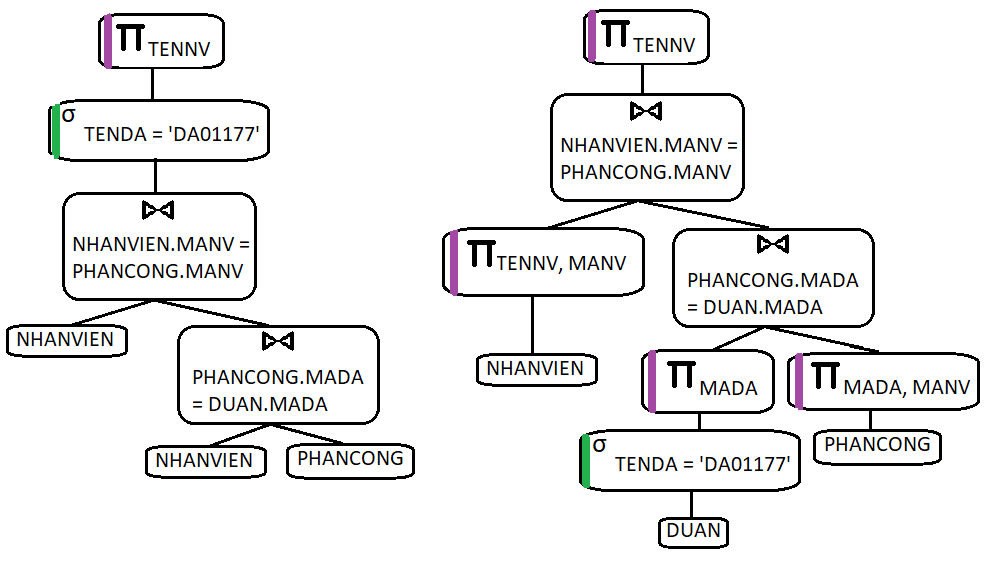 ∏ TENNV
σ
TENDA = 'DA01177'
⋈
NHANVIEN.MANV =
PHANCONG.MANV
NHANVIEN
⋈
PHANCONG.MADA
= DUAN.MADA
NHANVIEN
PHANCONG
∏ TENNV
⋈
NHANVIEN.MANV =
PHANCONG.MANV
∏ TENNV, MANV
NHANVIEN
⋈
PHANCONG.MADA
= DUAN.MADA
∏ MADA
∏ MADA, MANV
σ
TENDA = 'DA01177'
PHANCONG
DUAN